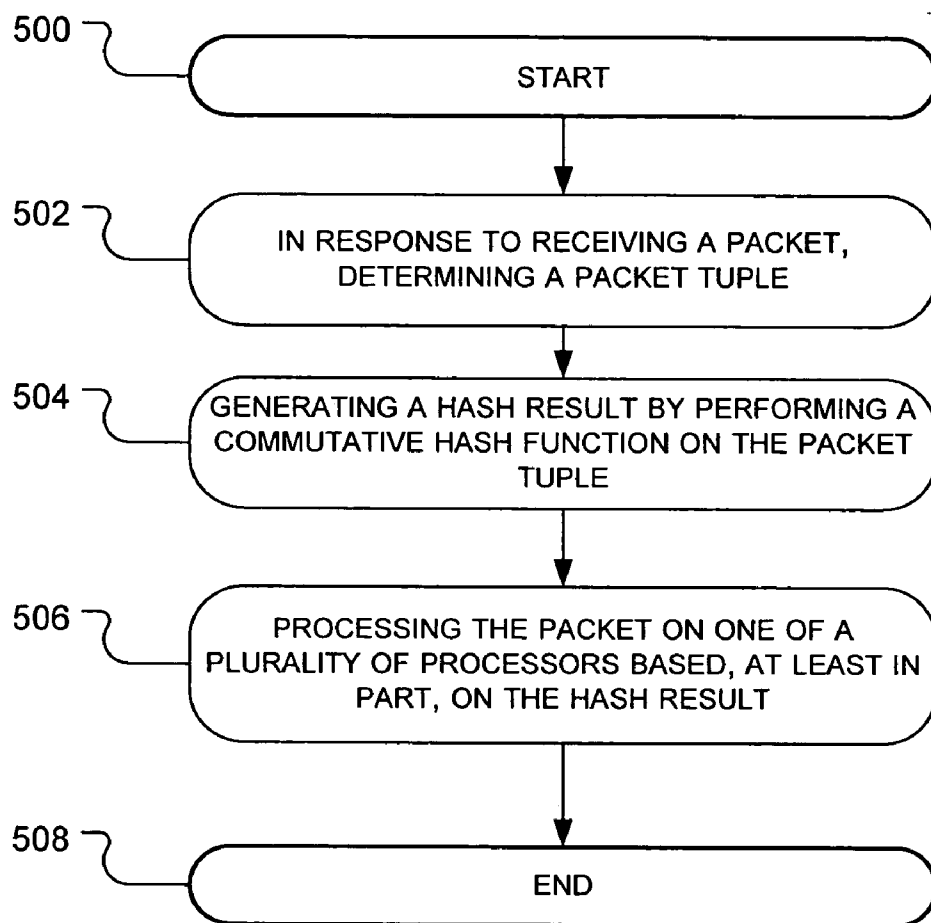 500
START
502
IN RESPONSE TO RECEIVING A PACKET,
DETERMINING A PACKET TUPLE
504
GENERATING A HASH RESULT BY PERFORMING A
COMMUTATIVE HASH FUNCTION ON THE PACKET
TUPLE
506
PROCESSING THE PACKET ON ONE OF A
PLURALITY OF PROCESSORS BASED, AT LEAST IN
PART, ON THE HASH RESULT
508
END